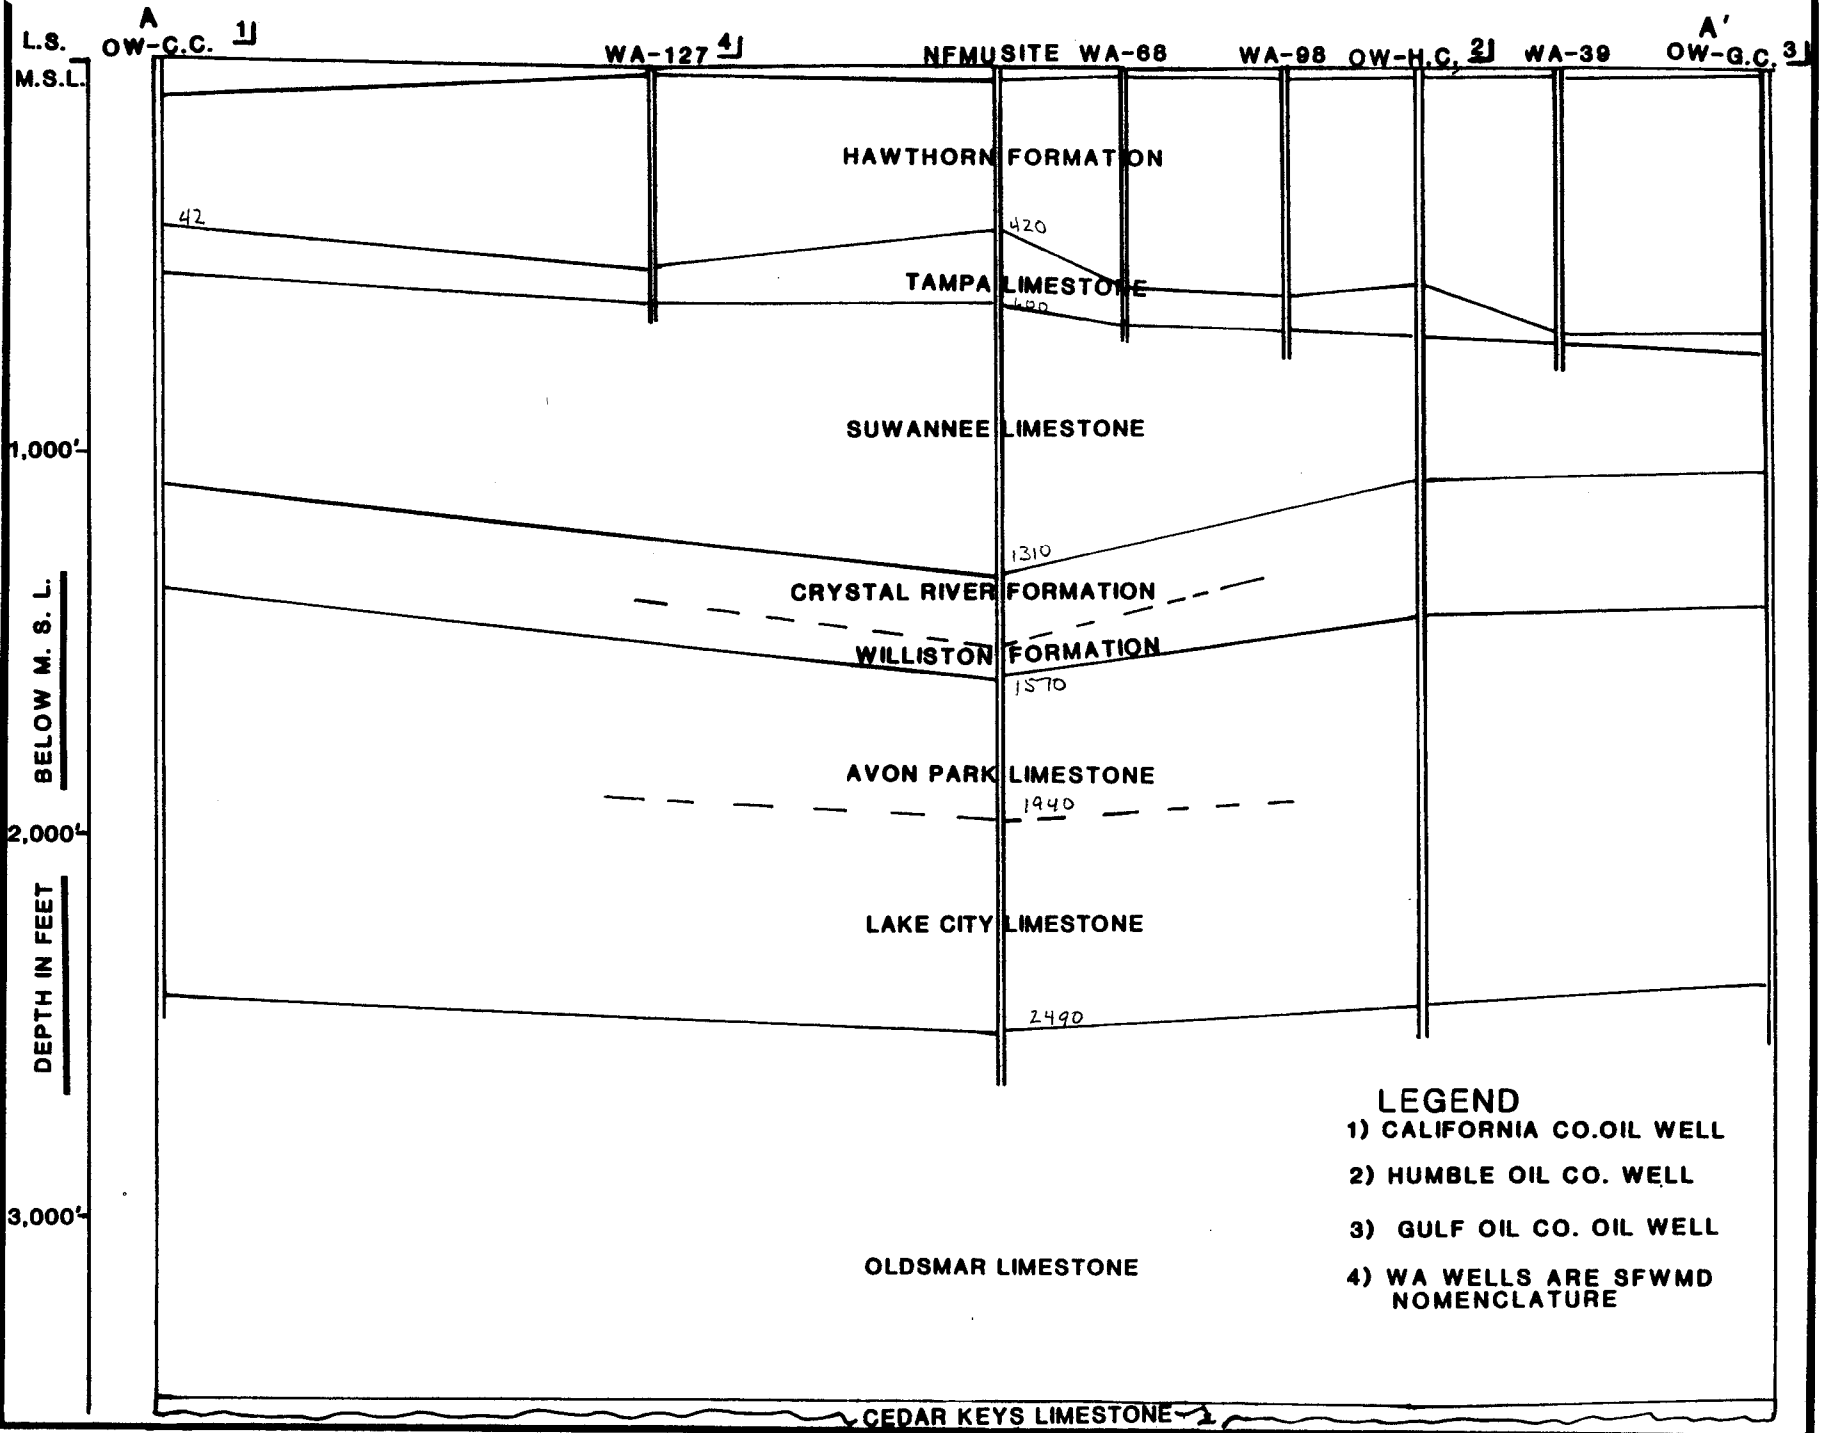 A
A'
L.S.
OW-C.C. 1)
WA-127 4)
NFMUSITE
WA-66
WA-98
OW-H.C. 2)
WA-39
OW-G.C. 3)
M.S.L.
HAWTHORN FORMATION
42
420
TAMPA LIMESTONE
600
SUWANNEE LIMESTONE
1,000'
1310
CRYSTAL RIVER FORMATION
WILLISTON FORMATION
1570
BELOW M. S. L.
AVON PARK LIMESTONE
1940
2,000'
DEPTH IN FEET
LAKE CITY LIMESTONE
2490
LEGEND
1) CALIFORNIA CO.OIL WELL
2) HUMBLE OIL CO. WELL
3) GULF OIL CO. OIL WELL
4) WA WELLS ARE SFWMD
NOMENCLATURE
3,000'
OLDSMAR LIMESTONE
CEDAR KEYS LIMESTONE